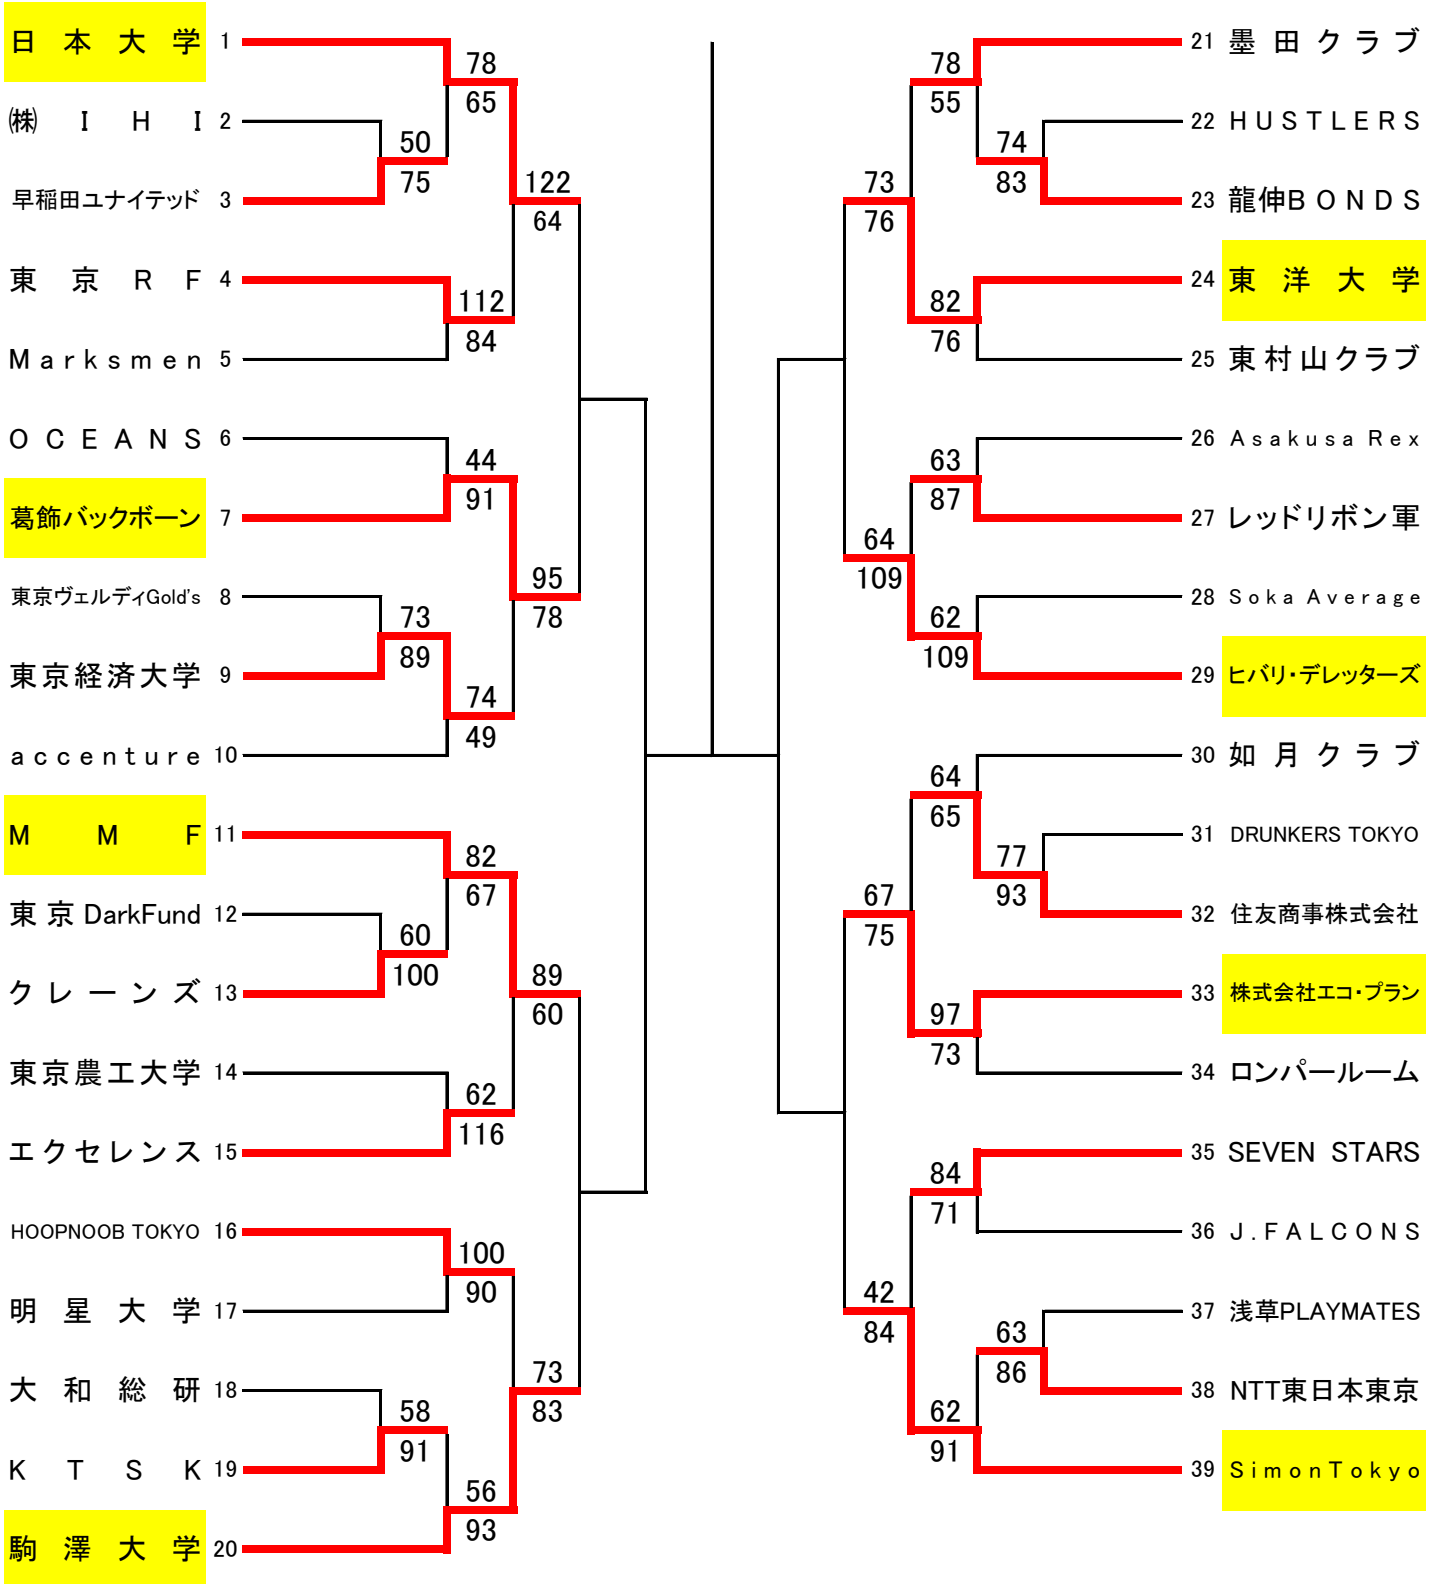 日本大学 1
㈱ＩＨＩ 2
早稲田ユナイテッド 3
東京ＲＦ 4
Marksmen 5
OCEANS 6
葛飾バックボーン 7
東京ヴェルディGold's 8
東京経済大学 9
accenture 10
MMF 11
東京DarkFund 12
クレーンズ 13
東京農工大学 14
エクセレンス 15
HOOPNOOB TOKYO 16
明星大学 17
大和総研 18
KTSK 19
駒澤大学 20
78
65
50
75
122
64
112
84
44
91
95
78
73
89
74
49
82
67
60
100
89
60
62
116
100
90
73
83
58
91
56
93
78
55
74
83
73
76
82
76
63
87
64
109
62
109
64
65
77
93
67
75
97
73
84
71
42
84
63
86
62
91
21 墨田クラブ
22 HUSTLERS
23 龍伸BONDS
24 東洋大学
25 東村山クラブ
26 Asakusa Rex
27 レッドリボン軍
28 Soka Average
29 ヒバリ・デレッターズ
30 如月クラブ
31 DRUNKERS TOKYO
32 住友商事株式会社
33 株式会社エコ・プラン
34 ロンパールーム
35 SEVEN STARS
36 J.FALCONS
37 浅草PLAYMATES
38 NTT東日本東京
39 SimonTokyo